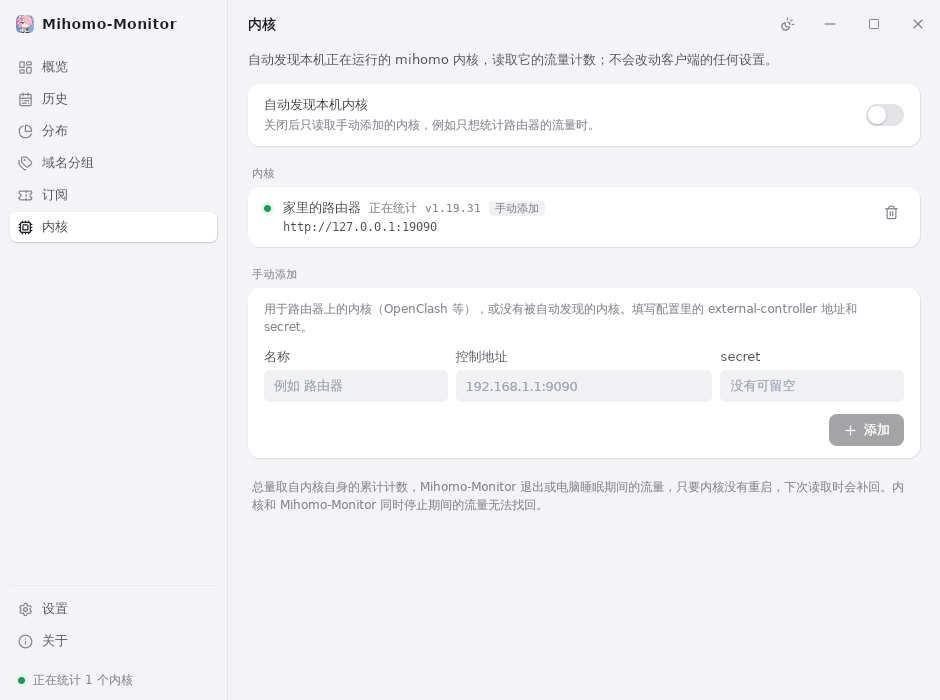 Mihomo-Monitor
概览
历史
分布
域名分组
订阅
内核
设置
关于
正在统计 1 个内核
内核
自动发现本机正在运行的 mihomo 内核，读取它的流量计数；不会改动客户端的任何设置。
自动发现本机内核
关闭后只读取手动添加的内核，例如只想统计路由器的流量时。
内核
家里的路由器 正在统计 v1.19.31 手动添加
http://127.0.0.1:19090
手动添加
用于路由器上的内核（OpenClash 等），或没有被自动发现的内核。填写配置里的 external-controller 地址和
secret。
名称 控制地址 secret
例如 路由器 192.168.1.1:9090 没有可留空
添加
总量取自内核自身的累计计数，Mihomo-Monitor 退出或电脑睡眠期间的流量，只要内核没有重启，下次读取时会补回。内
核和 Mihomo-Monitor 同时停止期间的流量无法找回。